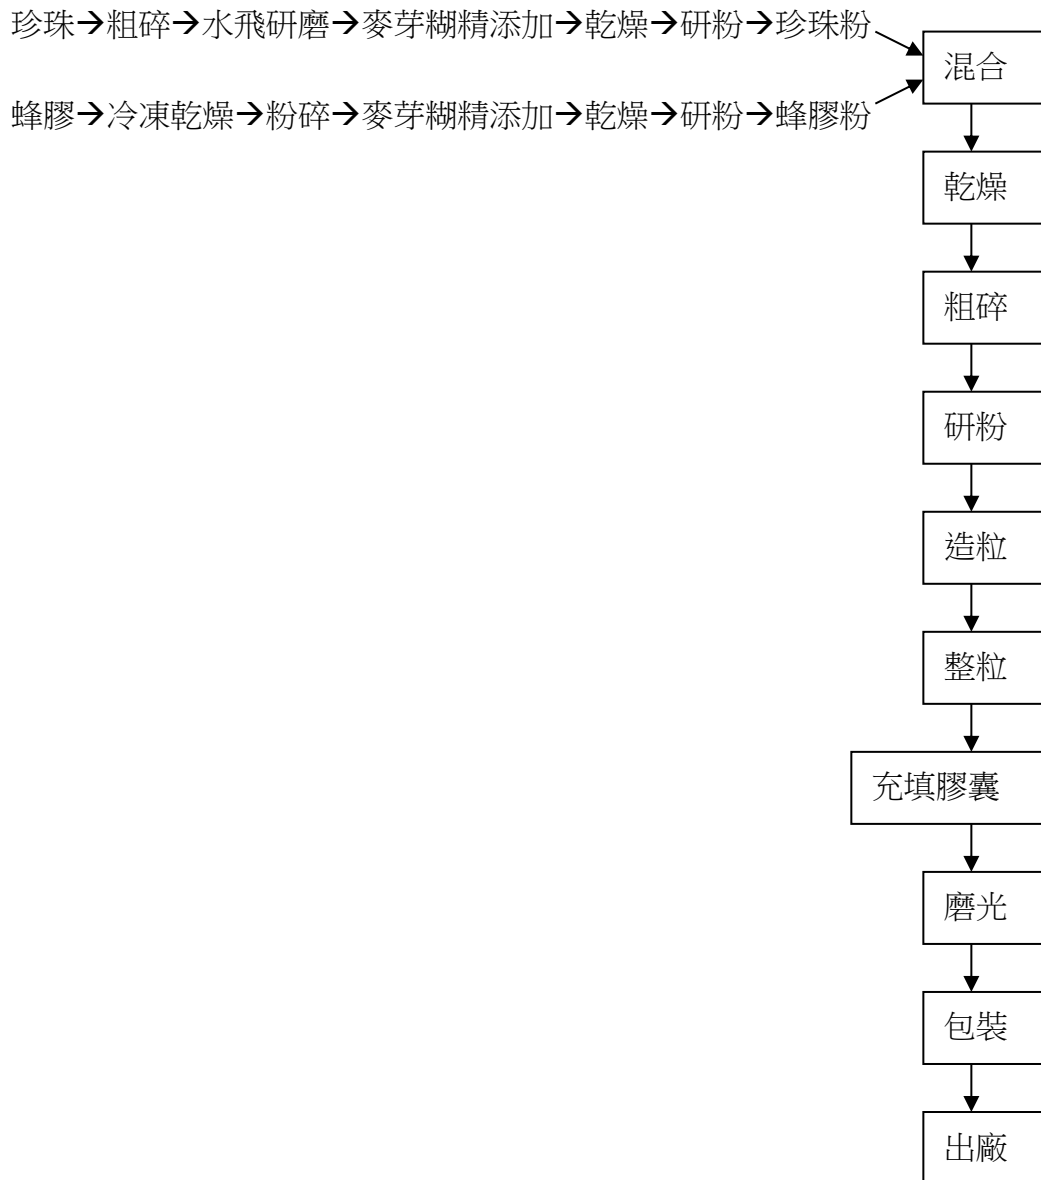 珍珠→粗碎→水飛研磨→麥芽糊精添加→乾燥→研粉→珍珠粉
蜂膠→冷凍乾燥→粉碎→麥芽糊精添加→乾燥→研粉→蜂膠粉
混合
乾燥
粗碎
研粉
造粒
整粒
充填膠囊
磨光
包裝
出廠